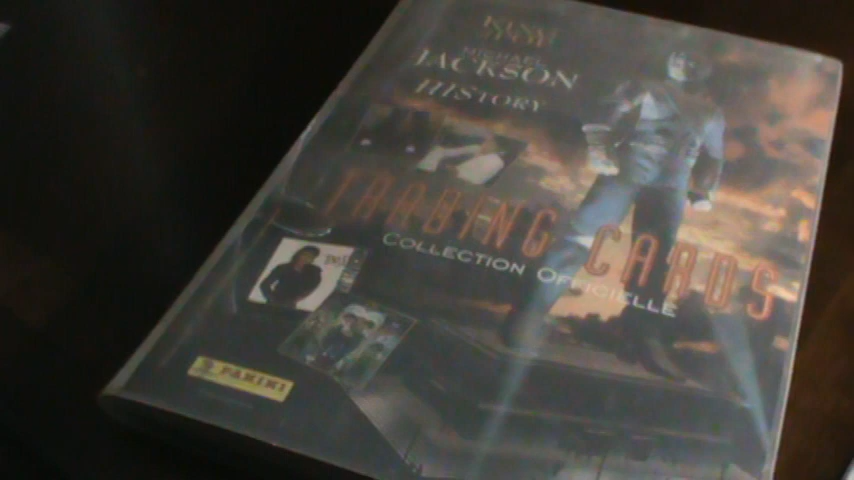 MICHAEL
JACKSON
HISTORY
TRADING CARDS
COLLECTION OFFICIELLE
PANINI